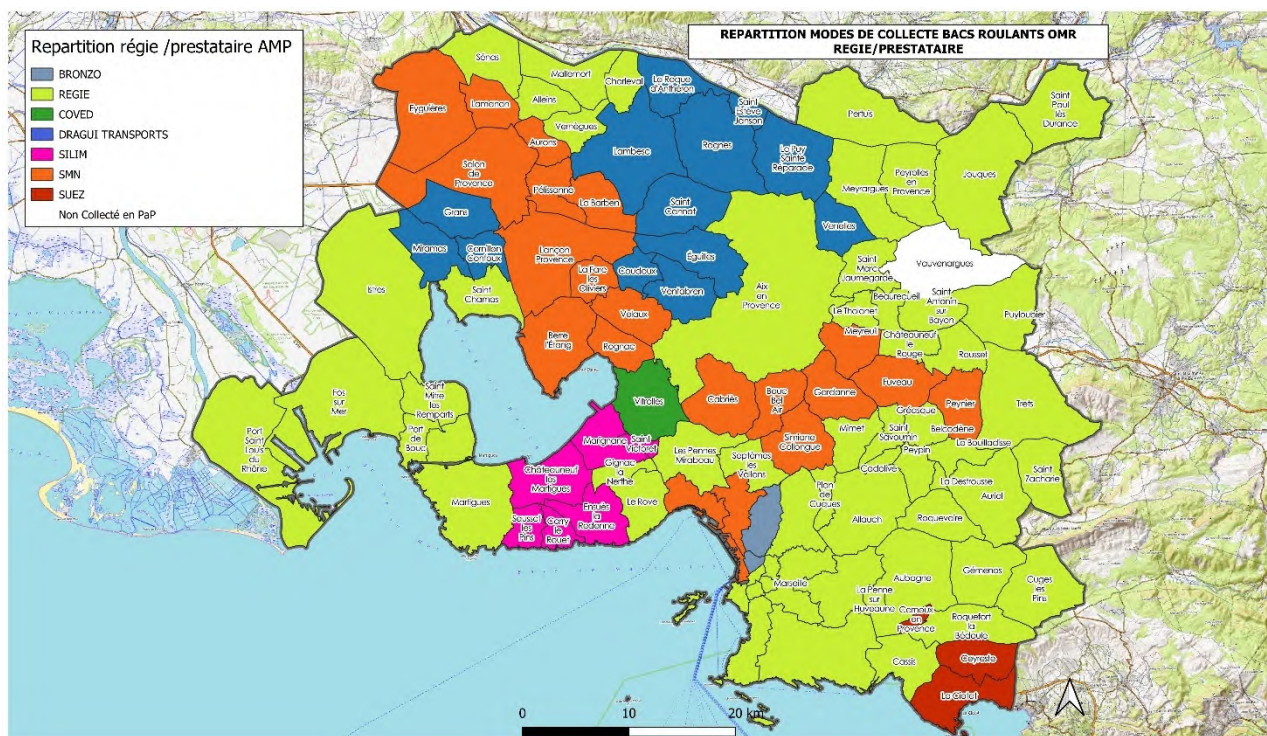 Repartition régie /prestataire AMP
BRONZO
REGIE
COVED
DRAGUI TRANSPORTS
SILIM
SMN
SUEZ
Non Collecté en PaP
REPARTITION MODES DE COLLECTE BACS ROULANTS OMR
REGIE/PRESTATAIRE
Sénas
Mallemort
Charleval
La Roque
d'Anthéron
Saint
Estève
Janson
Pertuis
Saint
Paul
lès
Durance
Eyguières
Lamanon
Alleins
Vernègues
Aurons
Lambesc
Rognes
Le Puy
Sainte
Réparade
Meyrargues
Peyrolles
en
Provence
Jouques
Salon
de
Provence
Pélissanne
La Barben
Saint
Cannat
Venelles
Grans
Miramas
Cornillon
Confoux
Lançon
Provence
Éguilles
Coudoux
Ventabren
La Fare
les
Oliviers
Vauvenargues
Saint
Marc
Jaumegarde
Istres
Saint
Chamas
Velaux
Aix
en
Provence
Beaurecueil
Saint
Antonin
sur
Bayon
Le Tholonet
Meyreuil
Châteauneuf
le
Rouge
Puyloubier
Rousset
Berre
l'Étang
Rognac
Vitrolles
Cabriès
Bouc
Bel
Air
Gardanne
Fuveau
Peynier
Trets
Gréasque
Belcodène
Fos
sur
Mer
Saint
Mitre
les
Remparts
Port
de
Bouc
Port
Saint
Louis
du
Rhône
Marignane
Saint
Victoret
Simiane
Collongue
Mimet
Saint
Savournin
Peypin
La Bouilladisse
Châteauneuf
les
Martigues
Gignac
la
Nerthe
Les Pennes
Mirabeau
Septèmes
les
Vallons
Cadolive
La Destrousse
Auriol
Saint
Zacharie
Martigues
Ensuès
la
Redonne
Le Rove
Sausset
les
Pins
Carry
le
Rouet
Plan
de
Cuques
Allauch
Roquevaire
Marseille
La Penne
sur
Huveaune
Aubagne
Gémenos
Cuges
les
Pins
Carnoux
en
Provence
Roquefort
la
Bédoule
Cassis
Ceyreste
La Ciotat
0
10
20 km